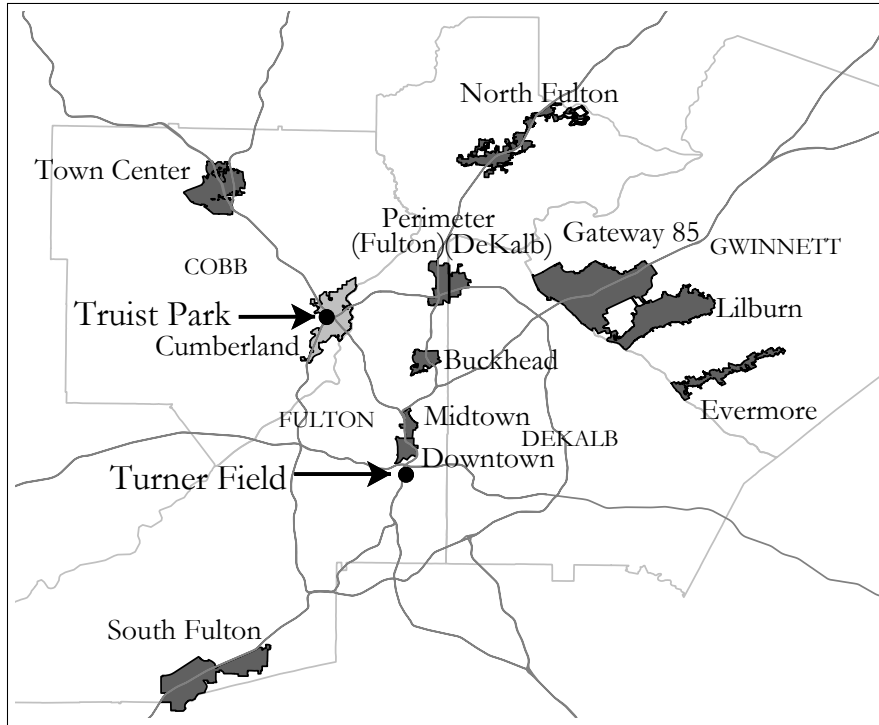 North Fulton
Town Center
Perimeter
(Fulton)
(DeKalb)
Gateway 85
GWINNETT
COBB
Truist Park
Lilburn
Cumberland
Buckhead
Evermore
FULTON
Midtown
DEKALB
Downtown
Turner Field
South Fulton